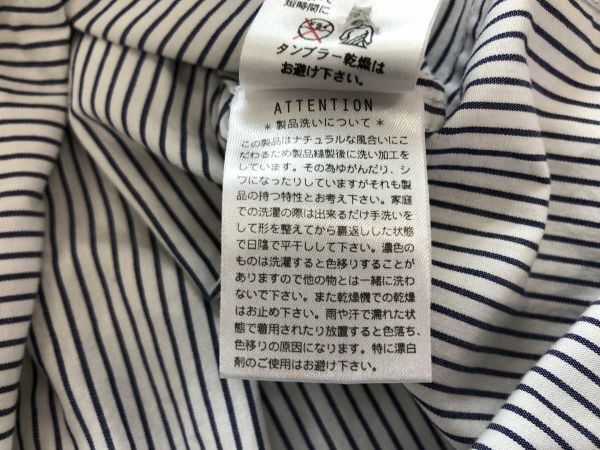 短時間に
タンブラー乾燥は
お避け下さい。
ATTENTION
＊製品洗いについて＊
この製品はナチュラルな風合いにこ
だわるため製品縫製後に洗い加工を
しています。その為ゆがんだり、シ
ワになったりしていますがそれも製
品の持つ特性とお考え下さい。家庭
での洗濯の際は出来るだけ手洗いを
して形を整えてから裏返しした状態
で日陰で平干しして下さい。濃色の
ものは洗濯すると色移りすることが
ありますので他の物とは一緒に洗わ
ないで下さい。また乾燥機での乾燥
はお止め下さい。雨や汗で濡れた状
態で着用されたり放置すると色落ち、
色移りの原因になります。特に漂白
剤のご使用はお避け下さい。